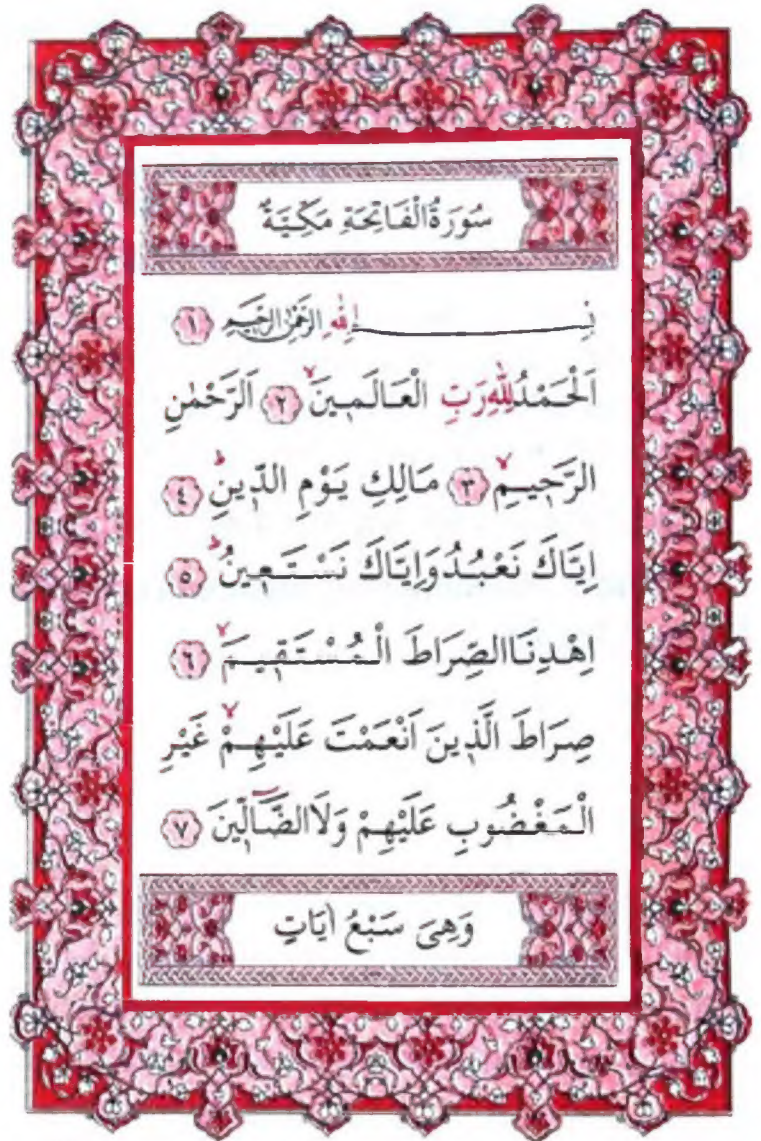 سُورَةُ الْفَاتِحَةِ مَكِّيَّةٌ
بِسْمِ اللّٰهِ الرَّحْمٰنِ الرَّحِيمِ ﴿١﴾
اَلْحَمْدُ لِلّٰهِ رَبِّ الْعَالَمِينَۙ ﴿٢﴾ اَلرَّحْمٰنِ
الرَّحِيمِۙ ﴿٣﴾ مَالِكِ يَوْمِ الدِّينِۜ ﴿٤﴾
اِيَّاكَ نَعْبُدُ وَاِيَّاكَ نَسْتَعِينُۜ ﴿٥﴾
اِهْدِنَا الصِّرَاطَ الْمُسْتَقِيمَۙ ﴿٦﴾
صِرَاطَ الَّذِينَ اَنْعَمْتَ عَلَيْهِمْۙ غَيْرِ
الْمَغْضُوبِ عَلَيْهِمْ وَلَا الضَّٓالِّينَ ﴿٧﴾
وَهِىَ سَبْعُ اٰيَاتٍ